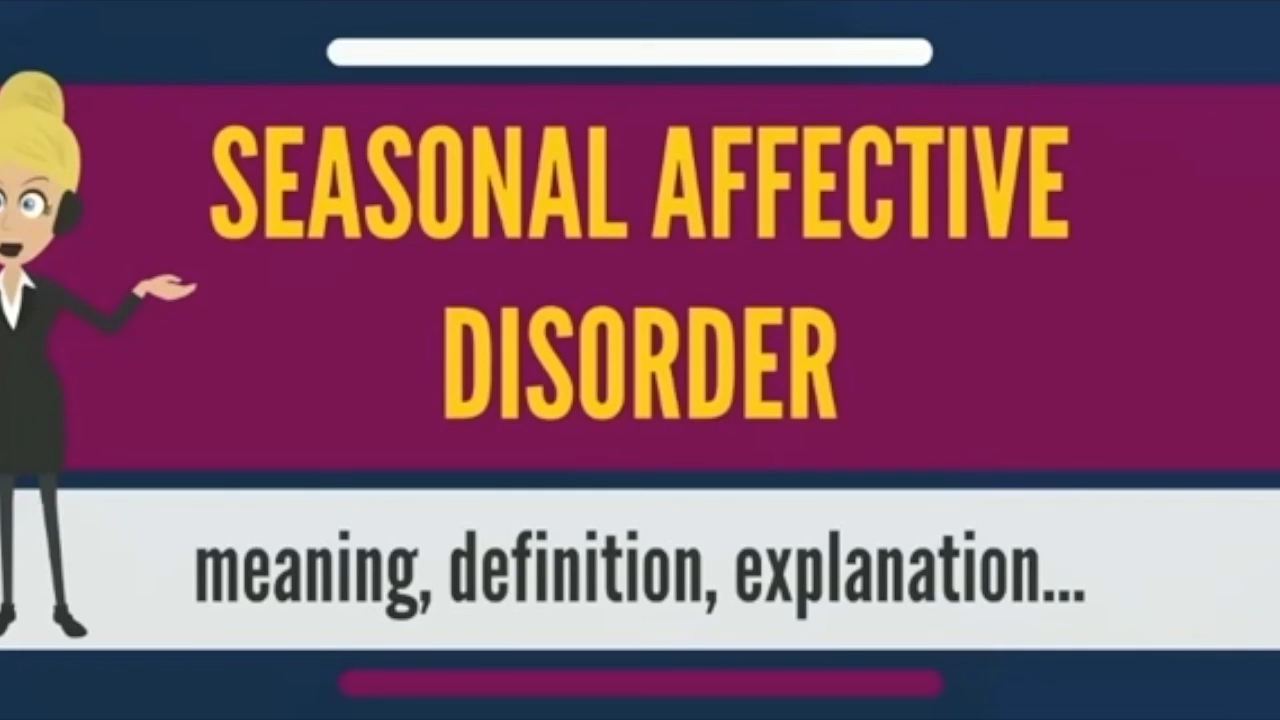 SEASONAL AFFECTIVE
DISORDER
meaning, definition, explanation...